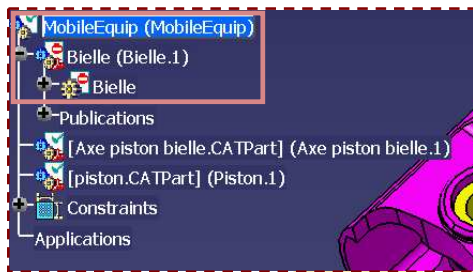 MobileEquip (MobileEquip)
Bielle (Bielle.1)
Bielle
Publications
[Axe piston bielle.CATPart] (Axe piston bielle.1)
[piston.CATPart] (Piston.1)
Constraints
Applications